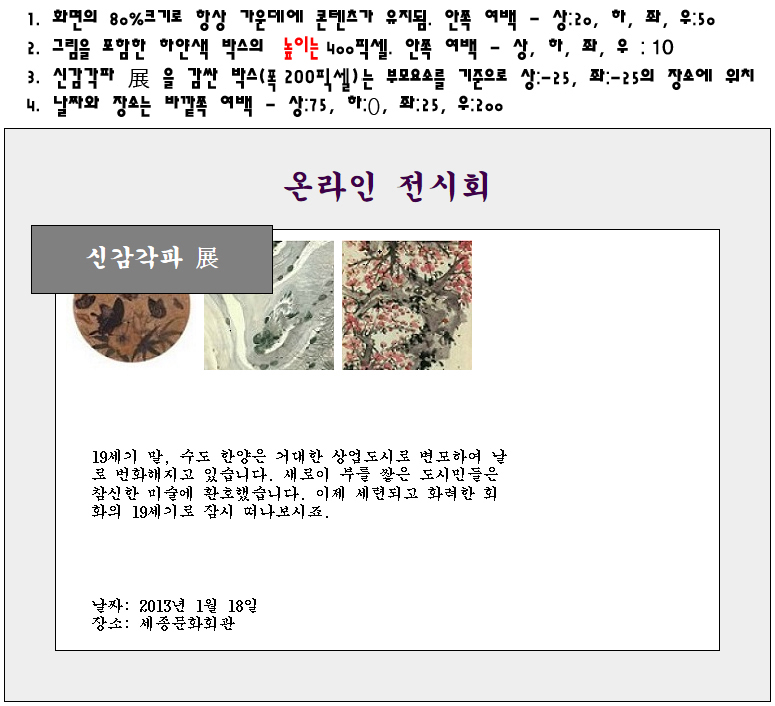 1. 화면의 80%크기로 항상 가운데에 콘텐츠가 유지됨. 안쪽 여백 - 상:20, 하, 좌, 우:50
2. 그림을 포함한 하얀색 박스의 높이는 400픽셀. 안쪽 여백 - 상, 하, 좌, 우 : 10
3. 신감각파 展 을 감싼 박스(폭 200픽셀)는 부모요소를 기준으로 상:-25, 좌:-25의 장소에 위치
4. 날짜와 장소는 바깥쪽 여백 - 상:75, 하:0, 좌:25, 우:200
온라인 전시회
신감각파 展
19세기 말, 수도 한양은 거대한 상업도시로 변모하여 날
로 번화해지고 있습니다. 새로이 부를 쌓은 도시민들은
참신한 미술에 환호했습니다. 이제 세련되고 화려한 회
화의 19세기로 잠시 떠나보시죠.
날짜: 2013년 1월 18일
장소: 세종문화회관